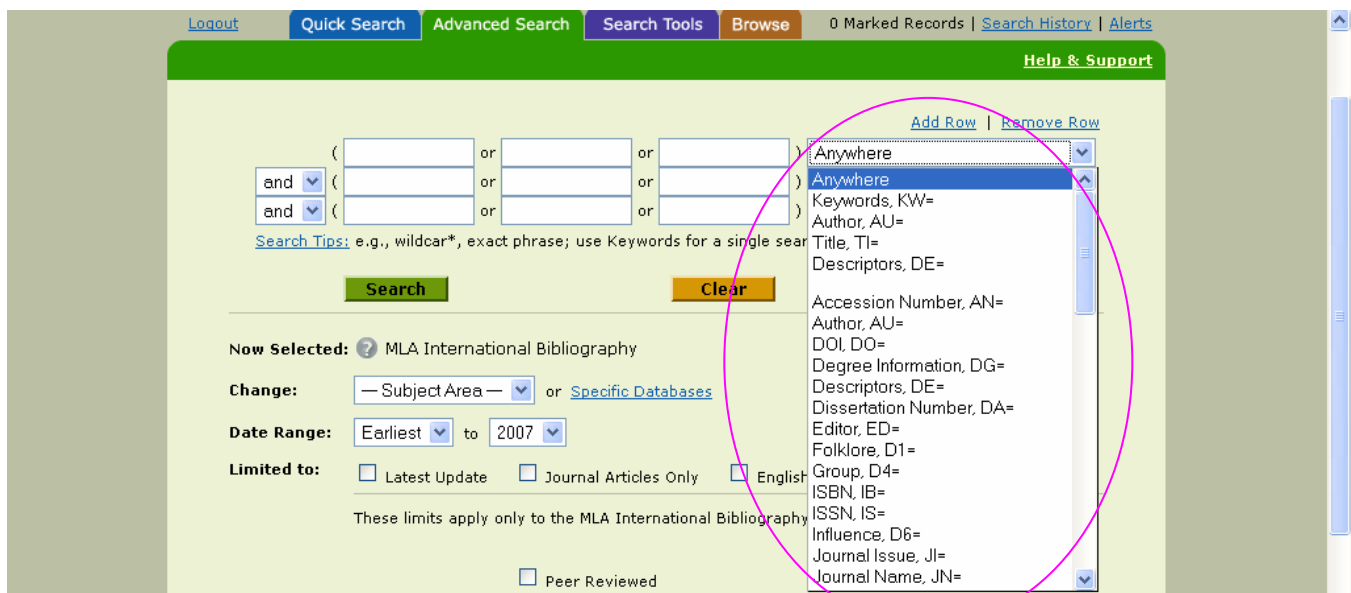 Logout Quick Search Advanced Search Search Tools Browse 0 Marked Records | Search History | Alerts
Help & Support
Add Row | Remove Row
( or or ) Anywhere
and ( or or ) Anywhere
Keywords, KW=
and ( or or ) Author, AU=
Search Tips: e.g., wildcar*, exact phrase; use Keywords for a single sear Title, TI=
Descriptors, DE=
Search Clear
Accession Number, AN=
Author, AU=
Now Selected: ? MLA International Bibliography DOI, DO=
Degree Information, DG=
Change: — Subject Area — or Specific Databases Descriptors, DE=
Dissertation Number, DA=
Date Range: Earliest to 2007 Editor, ED=
Folklore, D1=
Limited to: Latest Update Journal Articles Only English Group, D4=
ISBN, IB=
These limits apply only to the MLA International Bibliography ISSN, IS=
Influence, D6=
Journal Issue, JI=
Peer Reviewed Journal Name, JN=